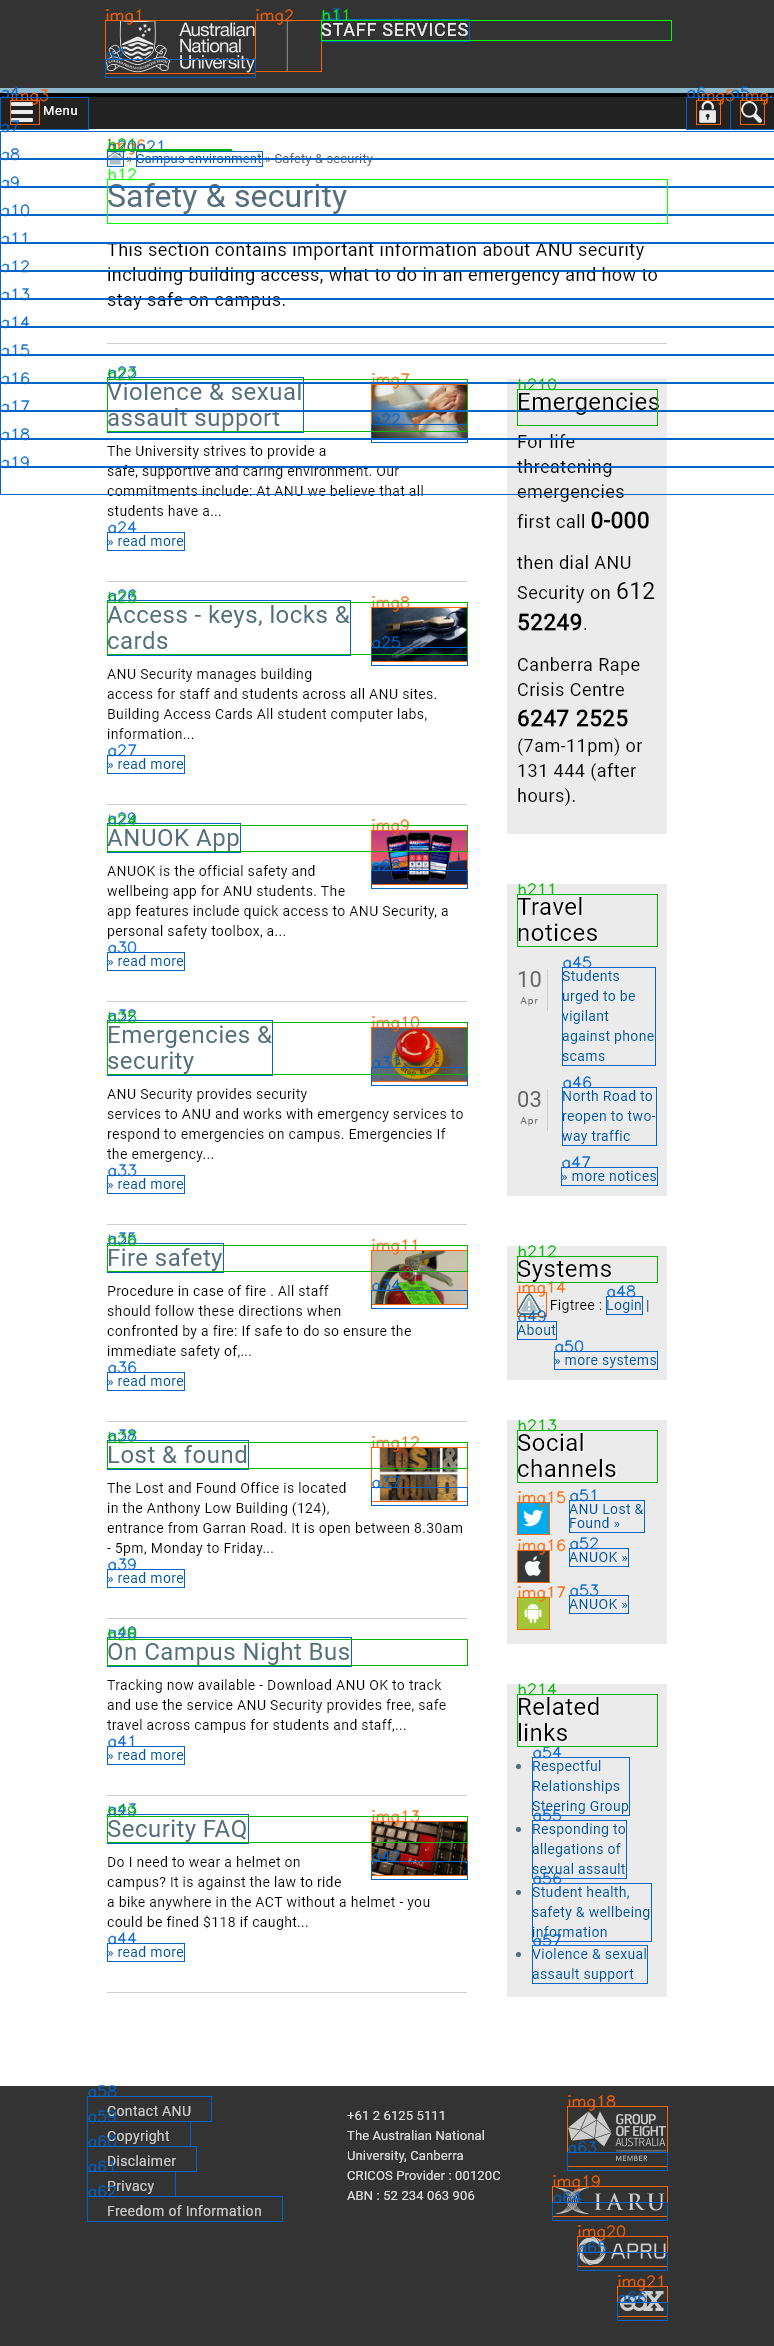 Australian
National
University
STAFF SERVICES
Menu
» Campus environment » Safety & security
Safety & security
This section contains important information about ANU security
including building access, what to do in an emergency and how to
stay safe on campus.
Violence & sexual
assault support
The University strives to provide a
safe, supportive and caring environment. Our
commitments include: At ANU we believe that all
students have a...
» read more
Access - keys, locks &
cards
ANU Security manages building
access for staff and students across all ANU sites.
Building Access Cards All student computer labs,
information...
» read more
ANUOK App
ANUOK is the official safety and
wellbeing app for ANU students. The
app features include quick access to ANU Security, a
personal safety toolbox, a...
» read more
Emergencies &
security
ANU Security provides security
services to ANU and works with emergency services to
respond to emergencies on campus. Emergencies If
the emergency...
» read more
Fire safety
Procedure in case of fire . All staff
should follow these directions when
confronted by a fire: If safe to do so ensure the
immediate safety of,...
» read more
Lost & found
The Lost and Found Office is located
in the Anthony Low Building (124),
entrance from Garran Road. It is open between 8.30am
- 5pm, Monday to Friday...
» read more
On Campus Night Bus
Tracking now available - Download ANU OK to track
and use the service ANU Security provides free, safe
travel across campus for students and staff,...
» read more
Security FAQ
Do I need to wear a helmet on
campus? It is against the law to ride
a bike anywhere in the ACT without a helmet - you
could be fined $118 if caught...
» read more
Emergencies
For life
threatening
emergencies
first call 0-000
then dial ANU
Security on 612
52249.
Canberra Rape
Crisis Centre
6247 2525
(7am-11pm) or
131 444 (after
hours).
Travel
notices
10
Apr
Students
urged to be
vigilant
against phone
scams
03
Apr
North Road to
reopen to two-
way traffic
» more notices
Systems
Figtree : Login |
About
» more systems
Social
channels
ANU Lost &
Found »
ANUOK »
ANUOK »
Related
links
Respectful
Relationships
Steering Group
Responding to
allegations of
sexual assault
Student health,
safety & wellbeing
information
Violence & sexual
assault support
Contact ANU
Copyright
Disclaimer
Privacy
Freedom of Information
+61 2 6125 5111
The Australian National
University, Canberra
CRICOS Provider : 00120C
ABN : 52 234 063 906
GROUP
OF EIGHT
AUSTRALIA
MEMBER
IARU
APRU
edX